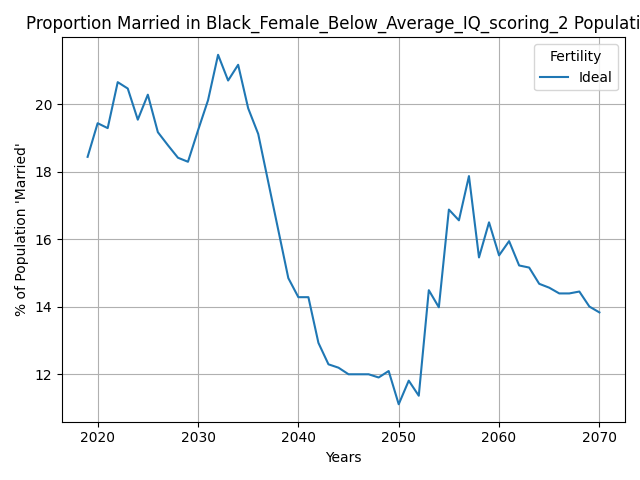 Proportion Married in Black_Female_Below_Average_IQ_scoring_2 Populati
Fertility
Ideal
% of Population 'Married'
20
18
16
14
12
2020 2030 2040 2050 2060 2070
Years